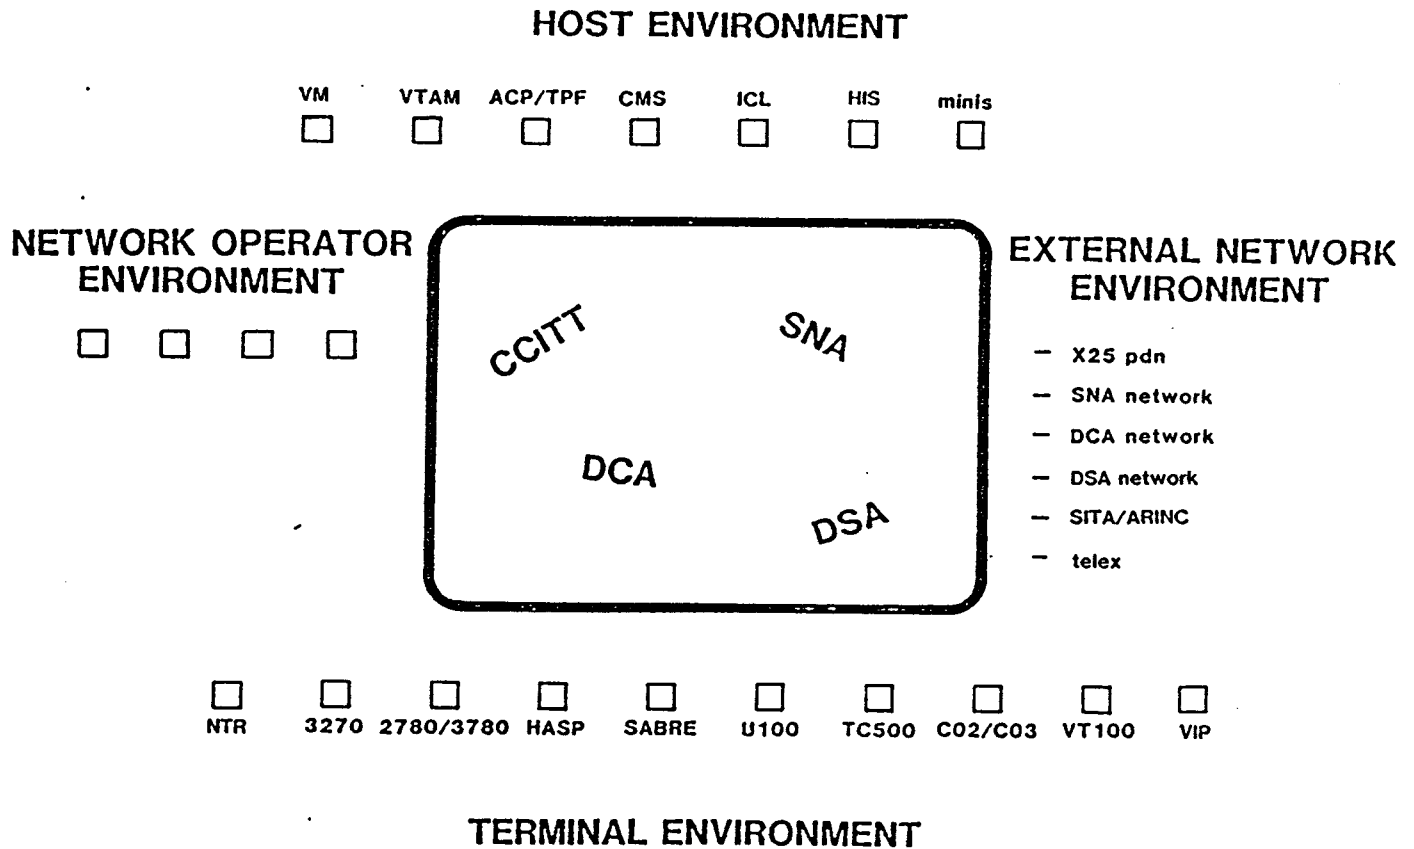 HOST ENVIRONMENT
VM VTAM ACP/TPF CMS ICL HIS minis
NETWORK OPERATOR
ENVIRONMENT
EXTERNAL NETWORK
ENVIRONMENT
CCITT
SNA
DCA
DSA
– X25 pdn
– SNA network
– DCA network
– DSA network
– SITA/ARINC
– telex
NTR 3270 2780/3780 HASP SABRE U100 TC500 C02/C03 VT100 VIP
TERMINAL ENVIRONMENT